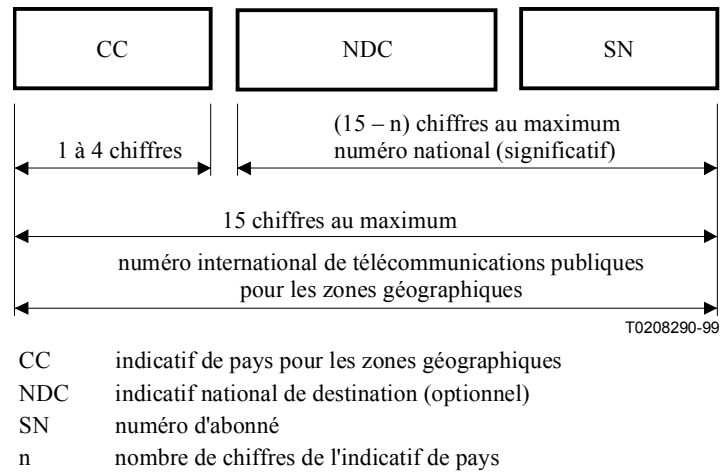 CC NDC SN
(15 – n) chiffres au maximum
1 à 4 chiffres numéro national (significatif)
15 chiffres au maximum
numéro international de télécommunications publiques
pour les zones géographiques
T0208290-99
CC indicatif de pays pour les zones géographiques
NDC indicatif national de destination (optionnel)
SN numéro d'abonné
n nombre de chiffres de l'indicatif de pays